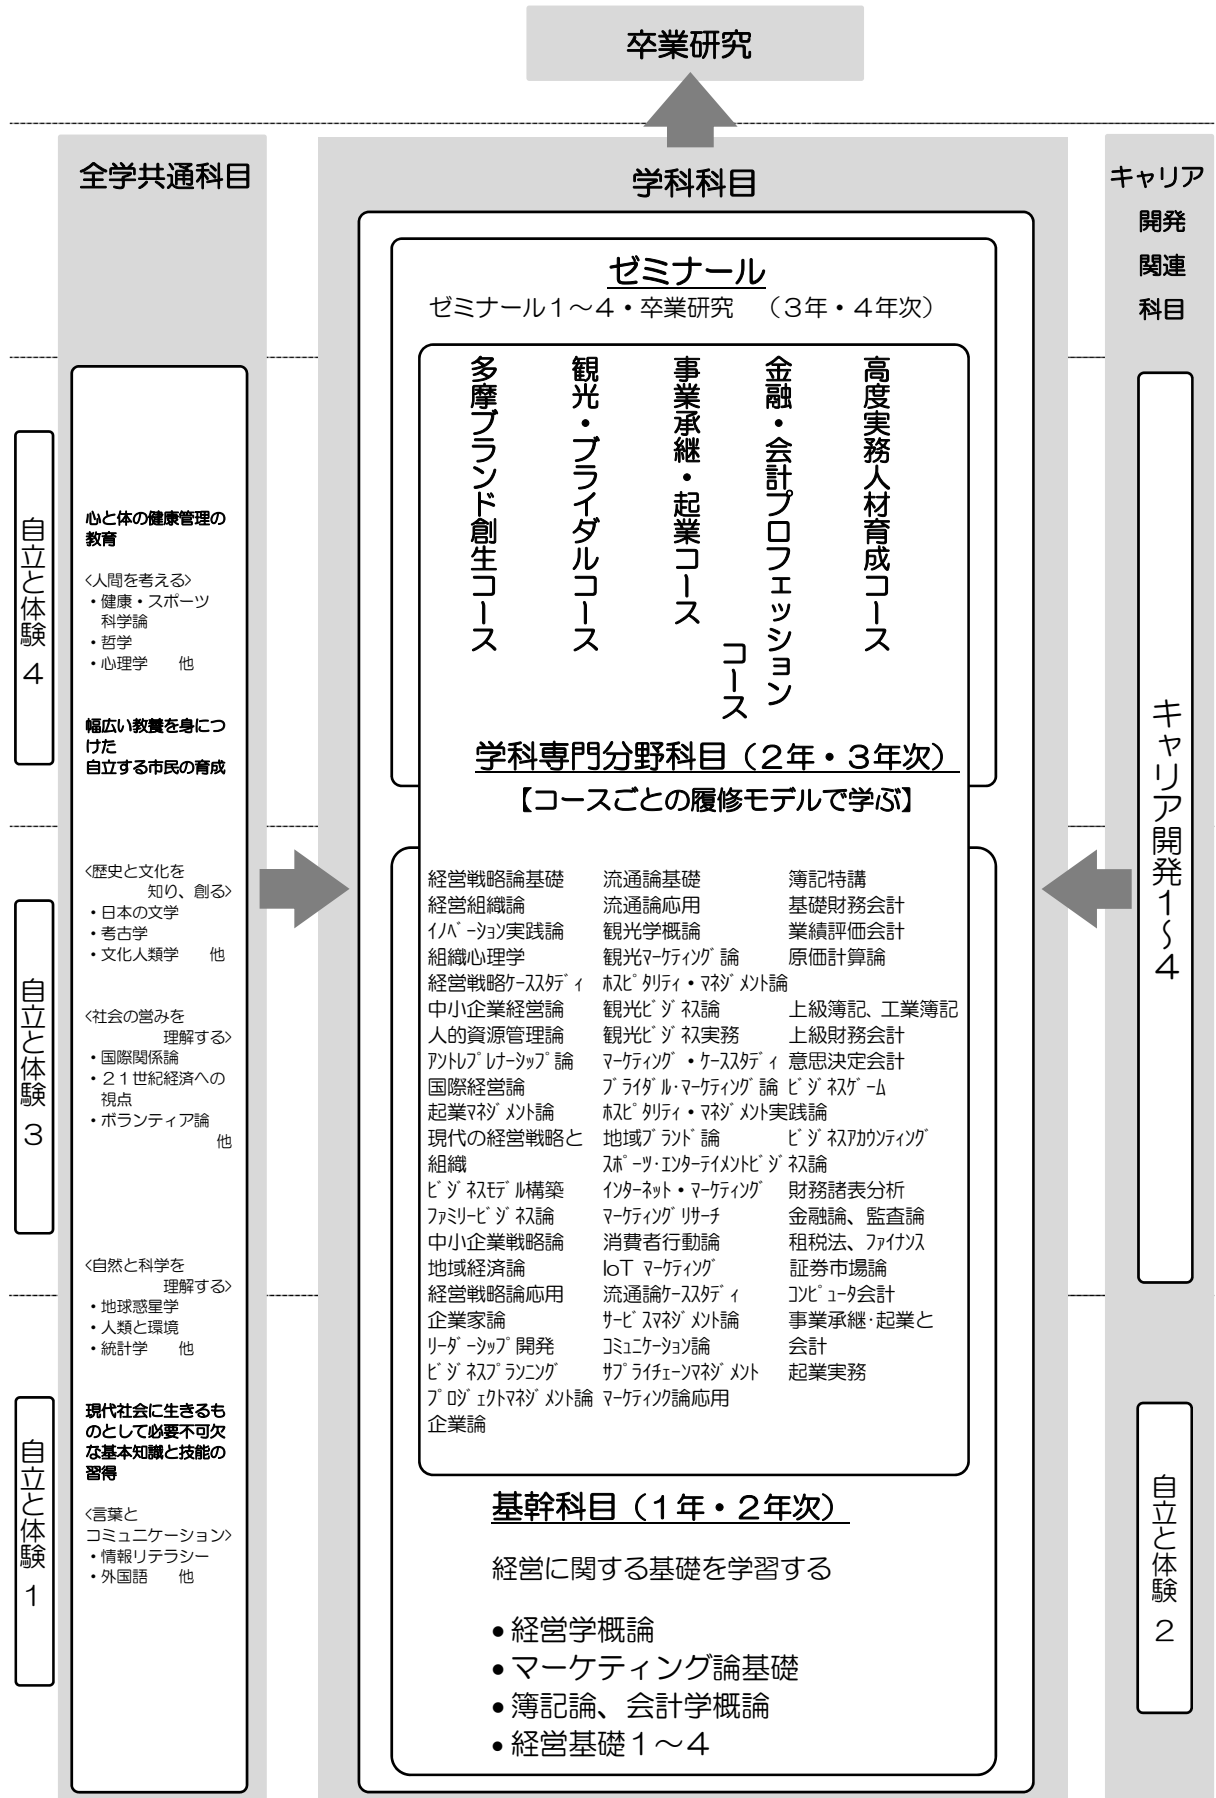 卒業研究
全学共通科目
学科科目
キャリア
開発
関連
科目
ゼミナール
ゼミナール１～４・卒業研究　（３年・４年次）
多摩ブランド創生コース
観光・ブライダルコース
事業承継・起業コース
金融・会計プロフェッション
コース
高度実務人材育成コース
学科専門分野科目（２年・３年次）
【コースごとの履修モデルで学ぶ】
経営戦略論基礎
経営組織論
ｲﾉﾍﾞｰｼｮﾝ実践論
組織心理学
経営戦略ｹｰｽｽﾀﾃﾞｨ
中小企業経営論
人的資源管理論
ｱﾝﾄﾚﾌﾟﾚﾅｰｼｯﾌﾟ論
国際経営論
起業ﾏﾈｼﾞﾒﾝﾄ論
現代の経営戦略と
組織
ﾋﾞｼﾞﾈｽﾓﾃﾞﾙ構築
ﾌｧﾐﾘｰﾋﾞｼﾞﾈｽ論
中小企業戦略論
地域経済論
経営戦略論応用
企業家論
ﾘｰﾀﾞｰｼｯﾌﾟ開発
ﾋﾞｼﾞﾈｽﾌﾟﾗﾝﾆﾝｸﾞ
ﾌﾟﾛｼﾞｪｸﾄﾏﾈｼﾞﾒﾝﾄ論
企業論
流通論基礎
流通論応用
観光学概論
観光ﾏｰｹﾃｨﾝｸﾞ論
ﾎｽﾋﾟﾀﾘﾃｨ・ﾏﾈｼﾞﾒﾝﾄ論
観光ﾋﾞｼﾞﾈｽ論
観光ﾋﾞｼﾞﾈｽ実務
ﾏｰｹﾃｨﾝｸﾞ・ｹｰｽｽﾀﾃﾞｨ
ﾌﾞﾗｲﾀﾞﾙ･ﾏｰｹﾃｨﾝｸﾞ論
ﾎｽﾋﾟﾀﾘﾃｨ・ﾏﾈｼﾞﾒﾝﾄ実践論
地域ﾌﾞﾗﾝﾄﾞ論
ｽﾎﾟｰﾂ･ｴﾝﾀｰﾃｲﾒﾝﾄﾋﾞｼﾞﾈｽ論
ｲﾝﾀｰﾈｯﾄ・ﾏｰｹﾃｨﾝｸﾞ
ﾏｰｹﾃｨﾝｸﾞﾘｻｰﾁ
消費者行動論
IoT ﾏｰｹﾃｨﾝｸﾞ
流通論ｹｰｽｽﾀﾃﾞｨ
ｻｰﾋﾞｽﾏﾈｼﾞﾒﾝﾄ論
ｺﾐｭﾆｹｰｼｮﾝ論
ｻﾌﾟﾗｲﾁｪｰﾝﾏﾈｼﾞﾒﾝﾄ
ﾏｰｹﾃｨﾝｸ論応用
簿記特講
基礎財務会計
業績評価会計
原価計算論
上級簿記、工業簿記
上級財務会計
意思決定会計
ﾋﾞｼﾞﾈｽｹﾞｰﾑ
ﾋﾞｼﾞﾈｽｱｶｳﾝﾃｨﾝｸﾞ
財務諸表分析
金融論、監査論
租税法、ﾌｧｲﾅﾝｽ
証券市場論
ｺﾝﾋﾟｭｰﾀ会計
事業承継･起業と
会計
起業実務
基幹科目（１年・２年次）
経営に関する基礎を学習する
●経営学概論
●マーケティング論基礎
●簿記論、会計学概論
●経営基礎１～４
自立と体験 ４
自立と体験 ３
自立と体験 １
心と体の健康管理の
教育
<人間を考える>
・健康・スポーツ
科学論
・哲学
・心理学　　他
幅広い教養を身につ
けた
自立する市民の育成
<歴史と文化を
知り、創る>
・日本の文学
・考古学
・文化人類学　　他
<社会の営みを
理解する>
・国際関係論
・２１世紀経済への
視点
・ボランティア論
他
<自然と科学を
理解する>
・地球惑星学
・人類と環境
・統計学　　他
現代社会に生きるも
のとして必要不可欠
な基本知識と技能の
習得
<言葉と
コミュニケーション>
・情報リテラシー
・外国語　　他
キャリア開発１～４
自立と体験 ２